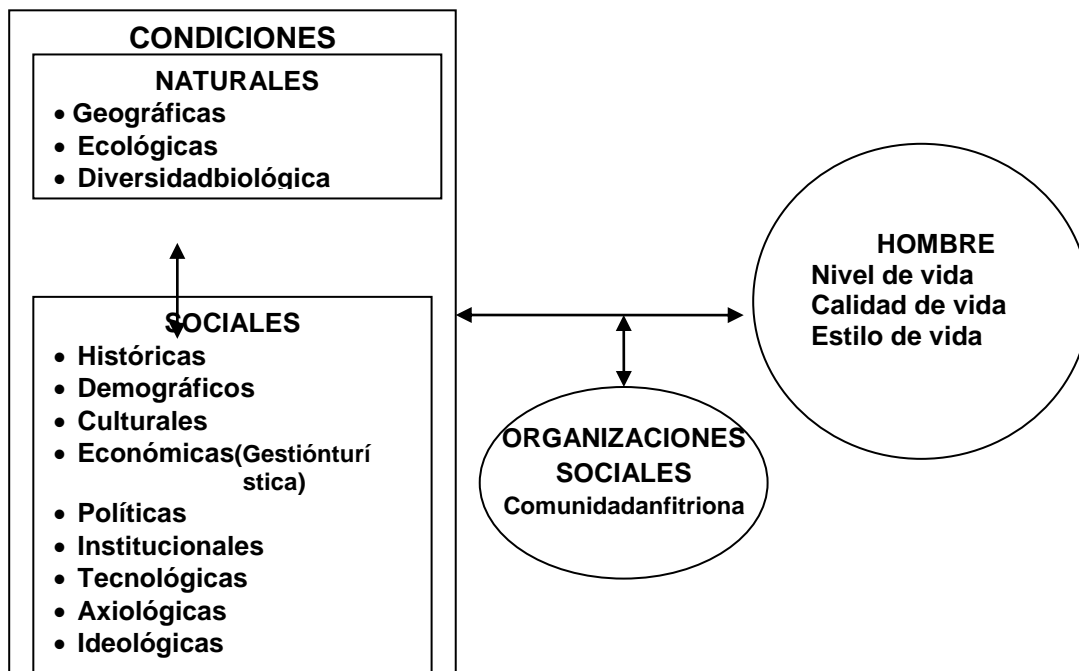 CONDICIONES
NATURALES
• Geográficas
• Ecológicas
• Diversidadbiológica
SOCIALES
• Históricas
• Demográficos
• Culturales
• Económicas(Gestiónturí
stica)
• Políticas
• Institucionales
• Tecnológicas
• Axiológicas
• Ideológicas
ORGANIZACIONES
SOCIALES
Comunidadanfitriona
HOMBRE
Nivel de vida
Calidad de vida
Estilo de vida